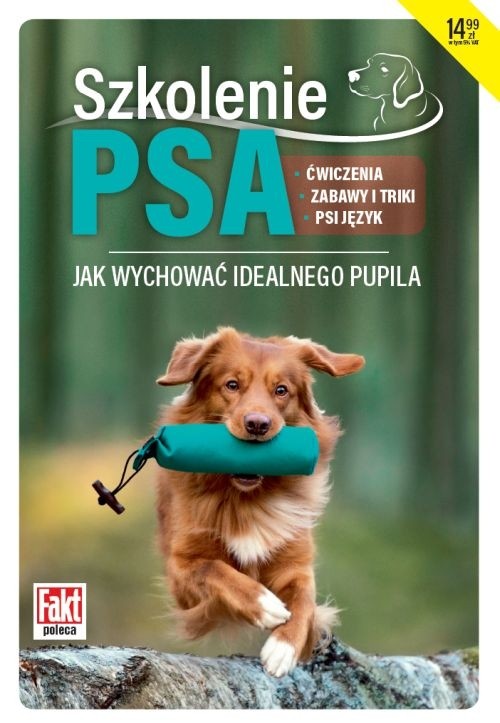 14 99
zł
w tym 5% VAT
Szkolenie
PSA
• ĆWICZENIA
• ZABAWY I TRIKI
• PSI JĘZYK
JAK WYCHOWAĆ IDEALNEGO PUPILA
Fakt
poleca